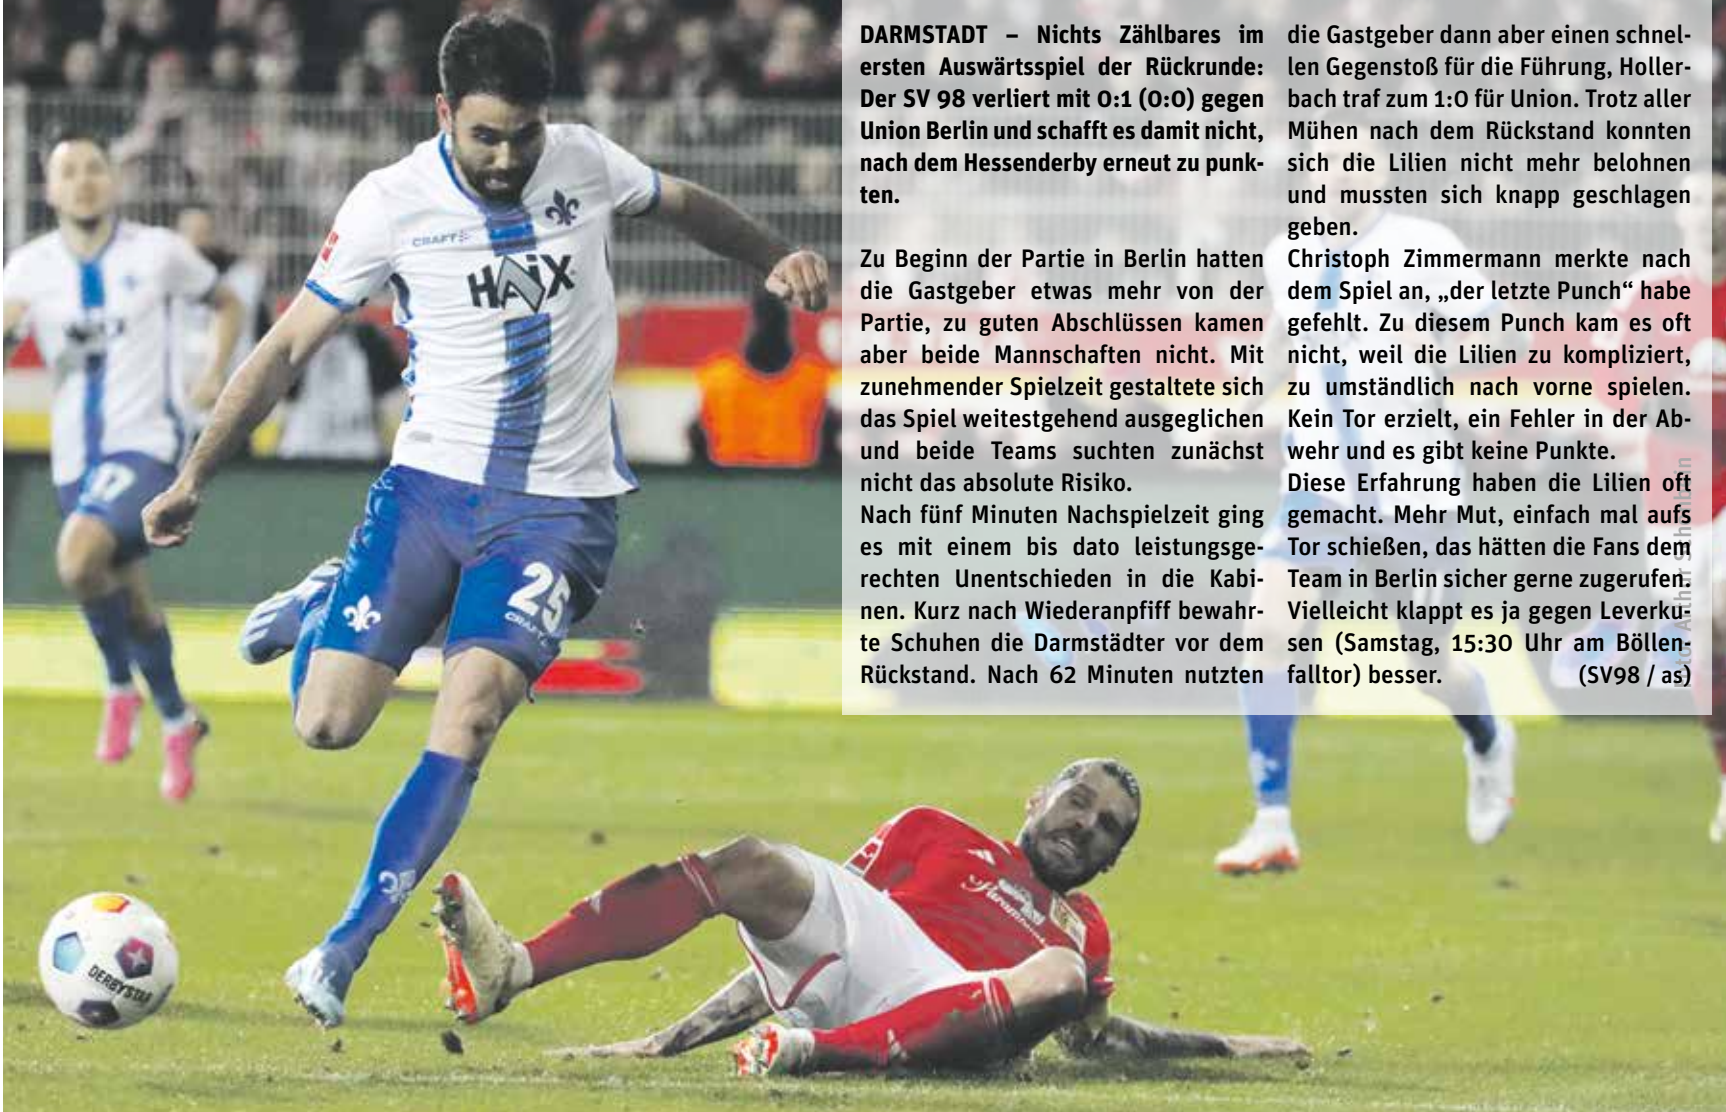 DARMSTADT – Nichts Zählbares im
ersten Auswärtsspiel der Rückrunde:
Der SV 98 verliert mit 0:1 (0:0) gegen
Union Berlin und schafft es damit nicht,
nach dem Hessenderby erneut zu punk-
ten.
Zu Beginn der Partie in Berlin hatten
die Gastgeber etwas mehr von der
Partie, zu guten Abschlüssen kamen
aber beide Mannschaften nicht. Mit
zunehmender Spielzeit gestaltete sich
das Spiel weitestgehend ausgeglichen
und beide Teams suchten zunächst
nicht das absolute Risiko.
Nach fünf Minuten Nachspielzeit ging
es mit einem bis dato leistungsge-
rechten Unentschieden in die Kabi-
nen. Kurz nach Wiederanpfiff bewahr-
te Schuhen die Darmstädter vor dem
Rückstand. Nach 62 Minuten nutzten
die Gastgeber dann aber einen schnel-
len Gegenstoß für die Führung, Holler-
bach traf zum 1:0 für Union. Trotz aller
Mühen nach dem Rückstand konnten
sich die Lilien nicht mehr belohnen
und mussten sich knapp geschlagen
geben.
Christoph Zimmermann merkte nach
dem Spiel an, „der letzte Punch“ habe
gefehlt. Zu diesem Punch kam es oft
nicht, weil die Lilien zu kompliziert,
zu umständlich nach vorne spielen.
Kein Tor erzielt, ein Fehler in der Ab-
wehr und es gibt keine Punkte.
Diese Erfahrung haben die Lilien oft
gemacht. Mehr Mut, einfach mal aufs
Tor schießen, das hätten die Fans dem
Team in Berlin sicher gerne zugerufen.
Vielleicht klappt es ja gegen Leverku-
sen (Samstag, 15:30 Uhr am Böllen-
falltor) besser. (SV98 / as)
CRAFT
HAIX
17
25
CRAFT
DERBYSTAR